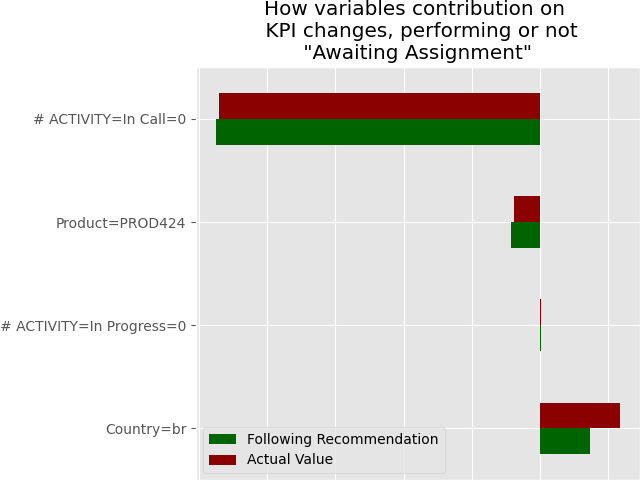 How variables contribution on
KPI changes, performing or not
"Awaiting Assignment"
# ACTIVITY=In Call=0
Product=PROD424
# ACTIVITY=In Progress=0
Country=br
Following Recommendation
Actual Value